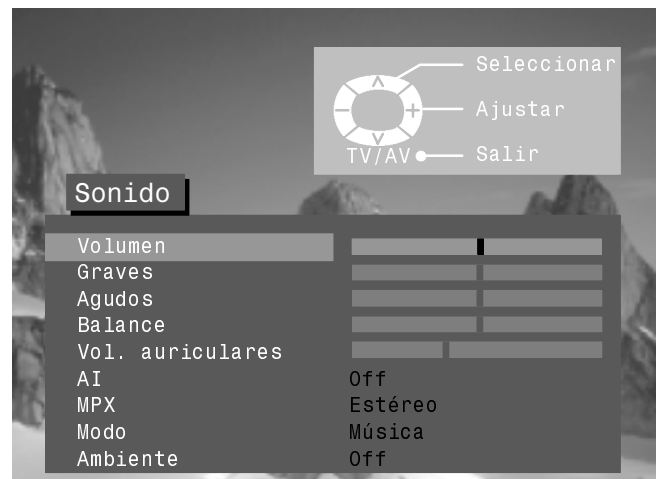 Seleccionar
Ajustar
TV/AV Salir
Sonido
Volumen
Graves
Agudos
Balance
Vol. auriculares
AI Off
MPX Estéreo
Modo Música
Ambiente Off